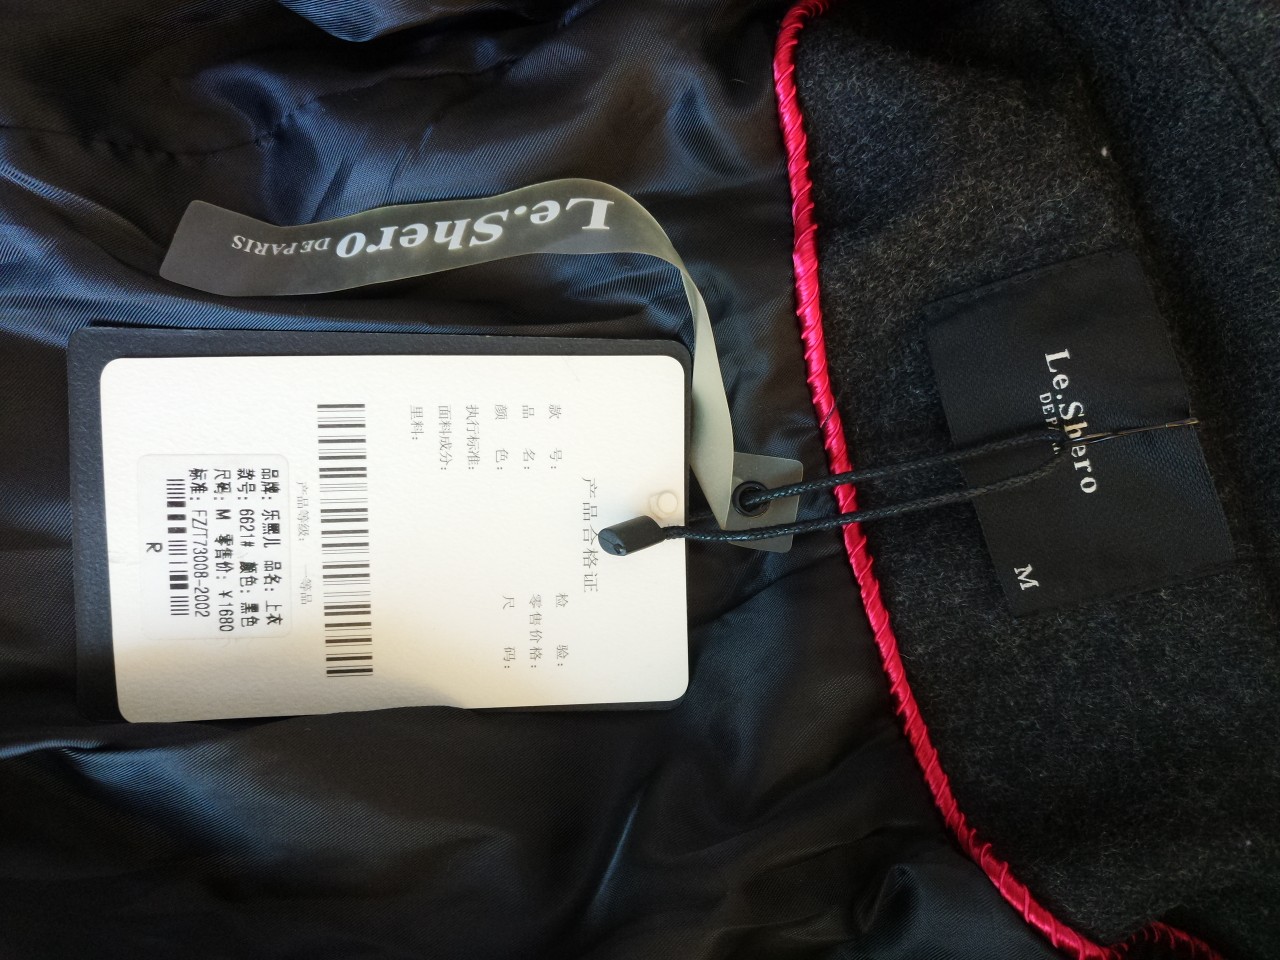 Le.Shero
DE PARIS
Le.Shero
M
产品合格证
款 号:
品 名:
颜 色:
执行标准:
面料成分:
里料:
检 验:
零售价格:
尺 码:
产品等级: 一等品
品牌: 乐熙儿 品名: 上衣
款号: 6621# 颜色: 黑色
尺码: M 零售价: ¥1680
标准: FZ/T73008-2002
R